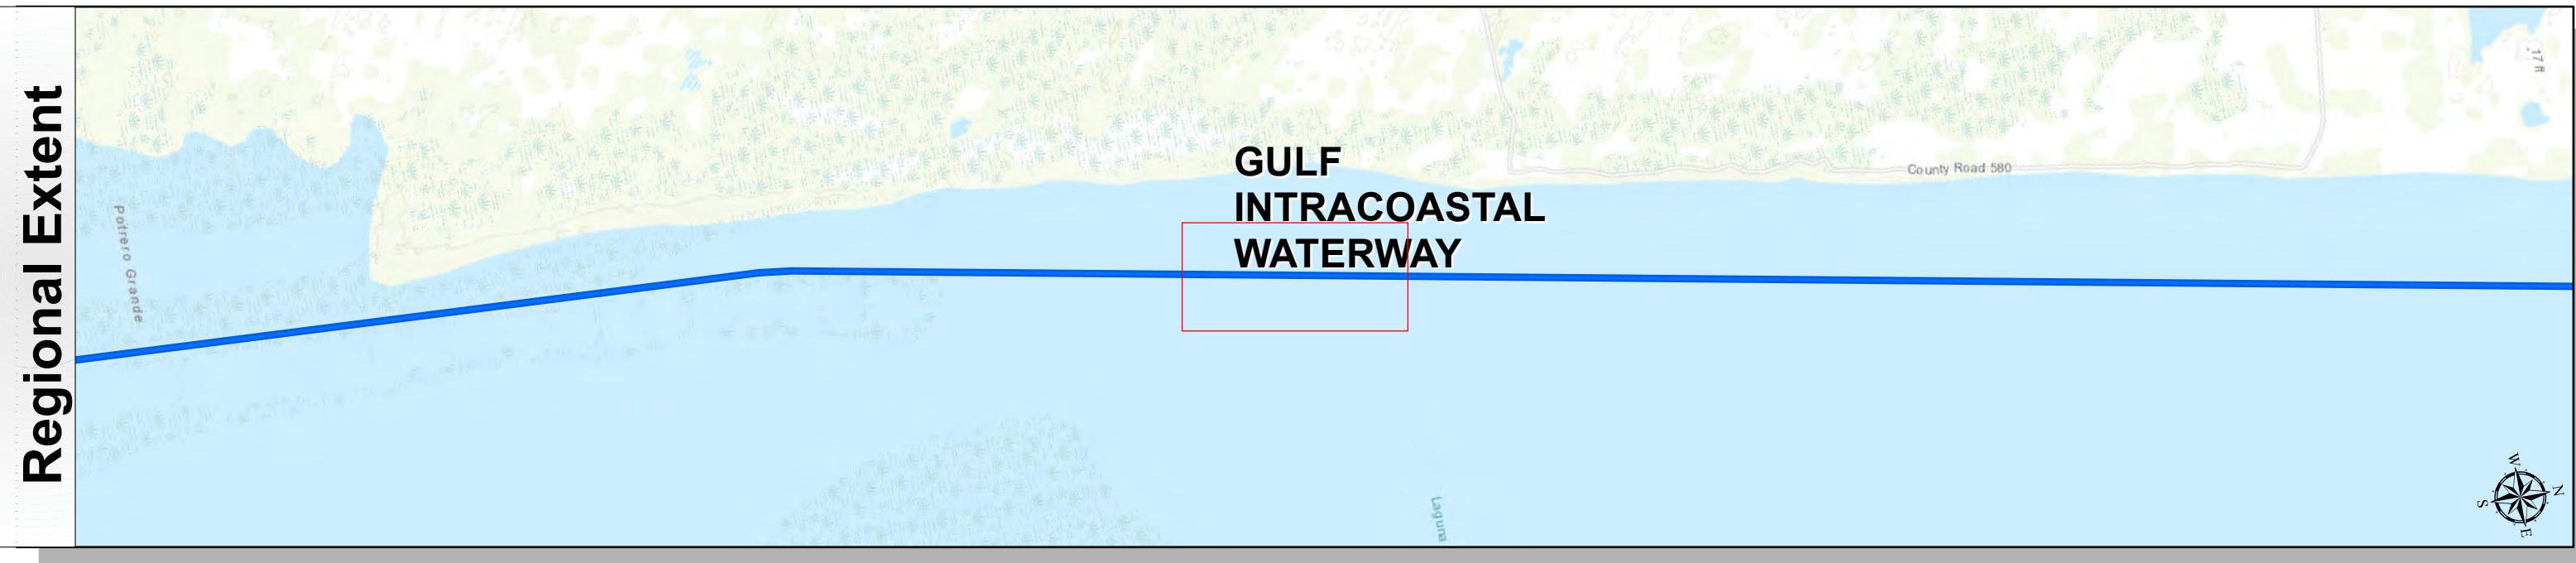 Regional Extent
GULF
INTRACOASTAL
WATERWAY
County Road 580
17 ft
Potrero Grande
Laguna
W
N
S
E